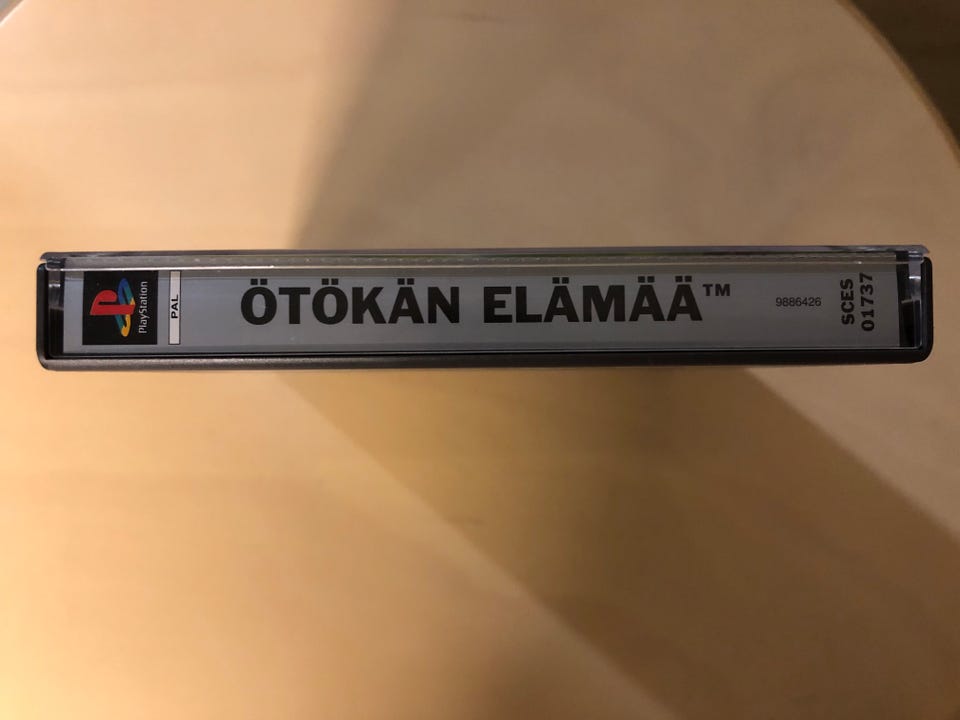 PlayStation
PAL
ÖTÖKÄN ELÄMÄÄ™
9886426
SCES
01737